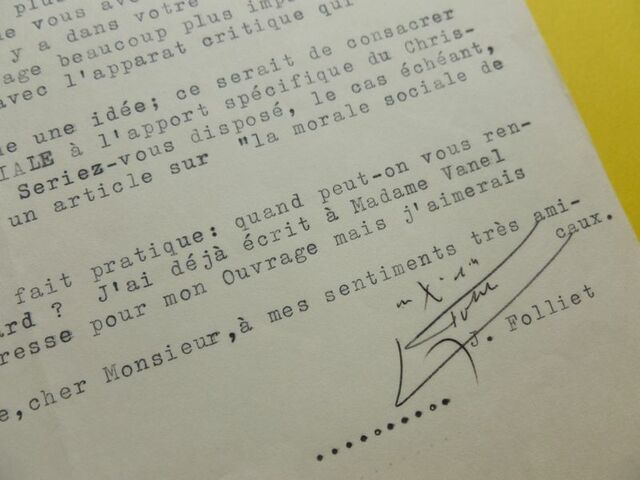 plus
e vous ave
y a dans votre
age beaucoup plus imp
avec l'apparat critique qui
e une idée; ce serait de consacrer
IALE à l'apport spécifique du Chris-
Seriez-vous disposé, le cas échéant,
un article sur "la morale sociale de
fait pratique: quand peut-on vous ren-
ard ? J'ai déjà écrit à Madame Vanel
resse pour mon Ouvrage mais j'aimerais
e,cher Monsieur,à mes sentiments très ami-
caux.
J. Folliet
..........